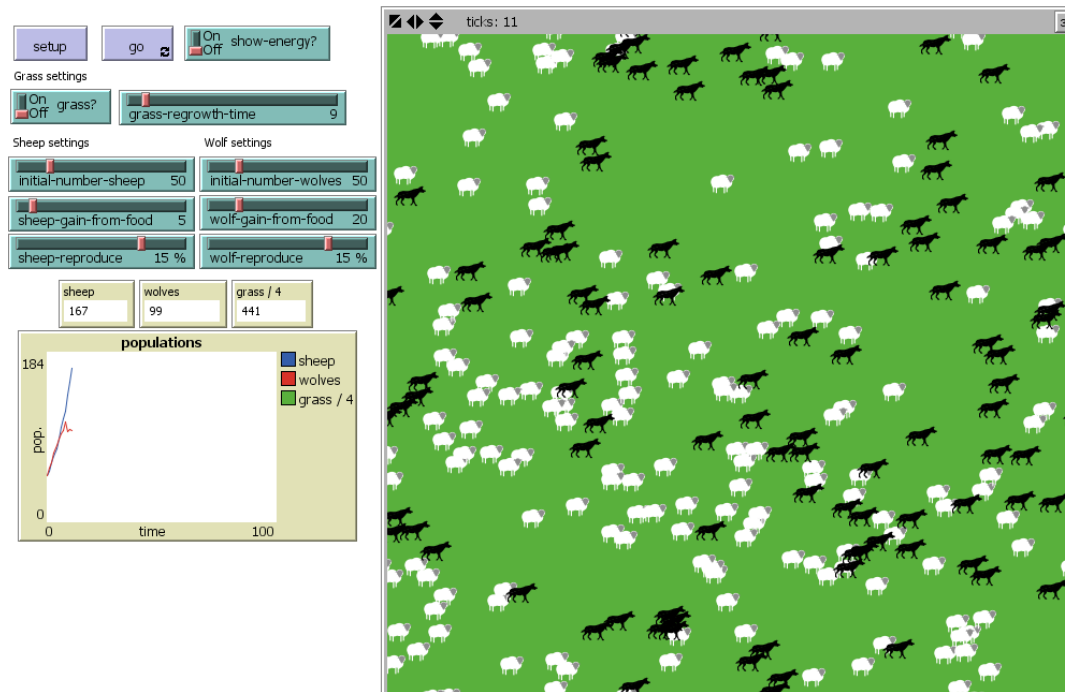 setup
go
On
Off
show-energy?
ticks: 11
3
Grass settings
On
Off
grass?
grass-regrowth-time 9
Sheep settings
Wolf settings
initial-number-sheep 50
initial-number-wolves 50
sheep-gain-from-food 5
wolf-gain-from-food 20
sheep-reproduce 15 %
wolf-reproduce 15 %
sheep
167
wolves
99
grass / 4
441
populations
184
pop.
0
0
time
100
sheep
wolves
grass / 4